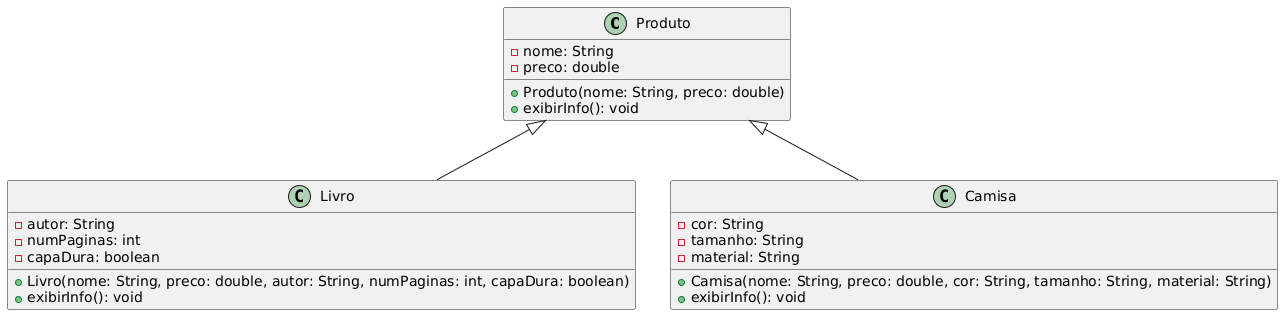 C Produto
nome: String
preco: double
Produto(nome: String, preco: double)
exibirInfo(): void
C Livro
autor: String
numPaginas: int
capaDura: boolean
Livro(nome: String, preco: double, autor: String, numPaginas: int, capaDura: boolean)
exibirInfo(): void
C Camisa
cor: String
tamanho: String
material: String
Camisa(nome: String, preco: double, cor: String, tamanho: String, material: String)
exibirInfo(): void